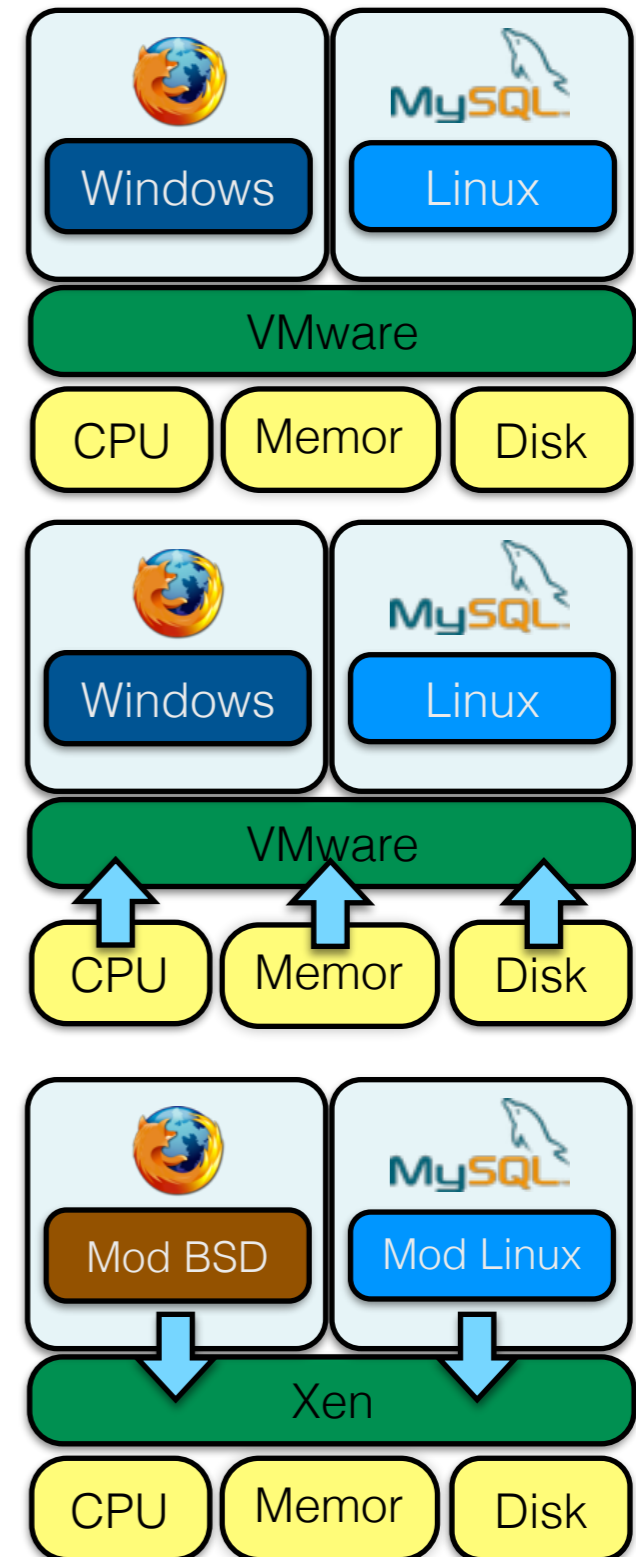 MySQL
Windows Linux
VMware
CPU Memor Disk
MySQL
Windows Linux
VMware
CPU Memor Disk
MySQL
Mod BSD Mod Linux
Xen
CPU Memor Disk